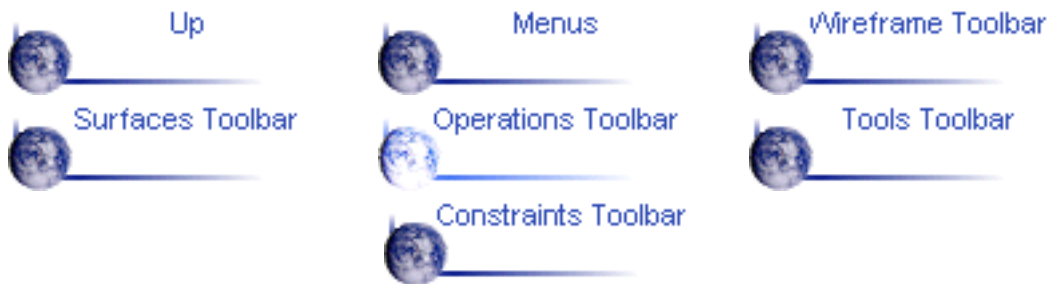 Up
Menus
Wireframe Toolbar
Surfaces Toolbar
Operations Toolbar
Tools Toolbar
Constraints Toolbar